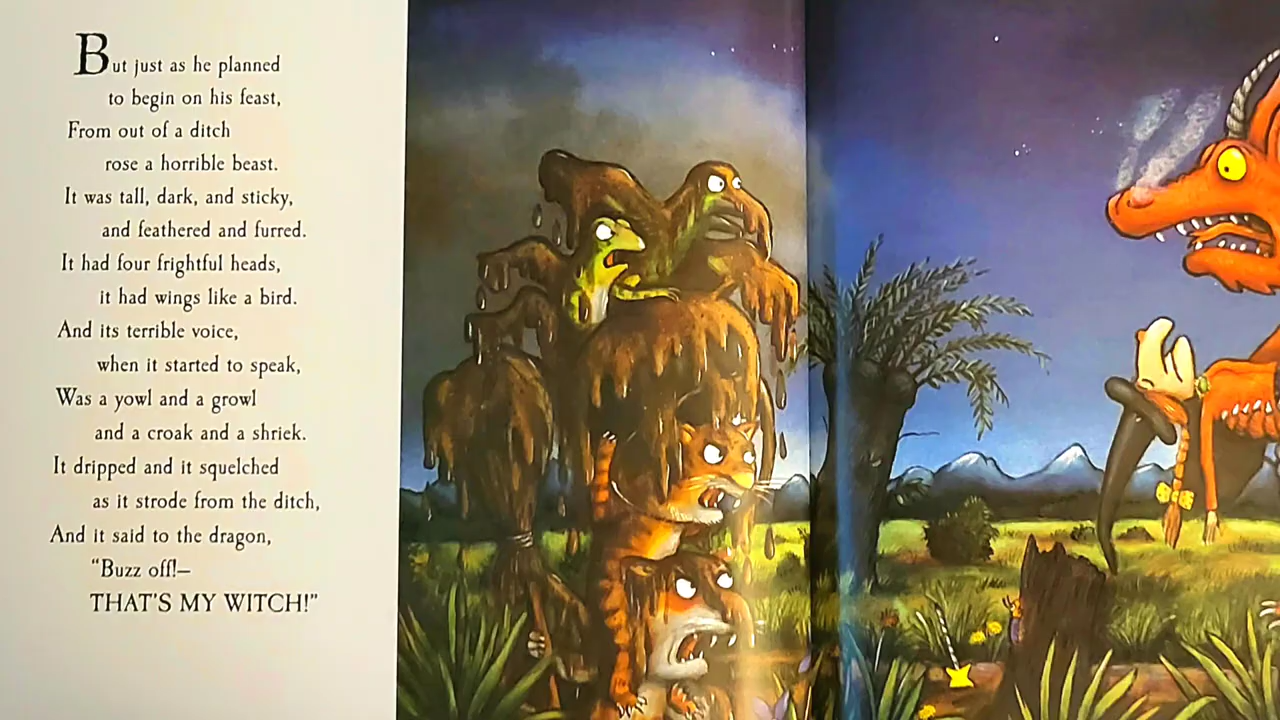 But just as he planned
to begin on his feast,
From out of a ditch
rose a horrible beast.
It was tall, dark, and sticky,
and feathered and furred.
It had four frightful heads,
it had wings like a bird.
And its terrible voice,
when it started to speak,
Was a yowl and a growl
and a croak and a shriek.
It dripped and it squelched
as it strode from the ditch,
And it said to the dragon,
"Buzz off!—
THAT'S MY WITCH!"